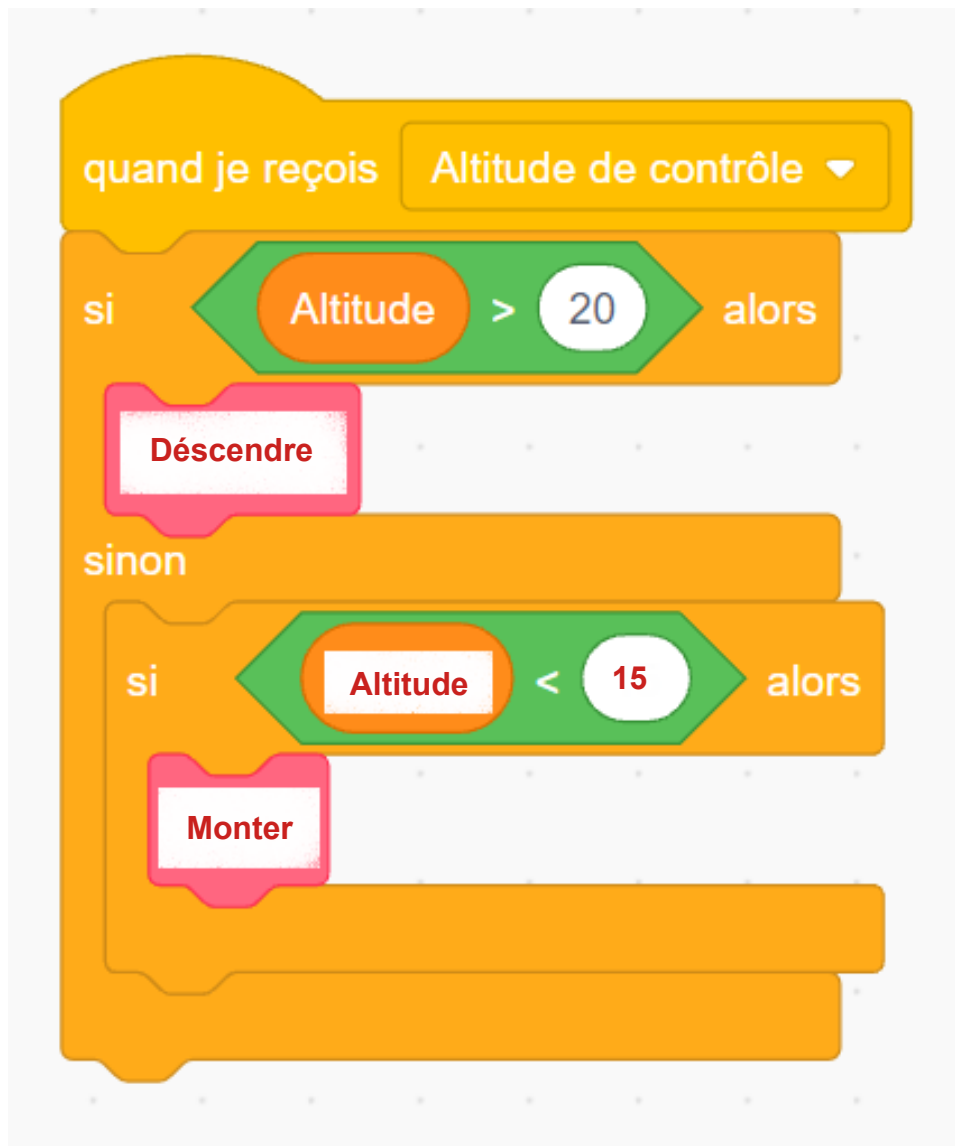 quand je reçois Altitude de contrôle
si Altitude > 20 alors
Déscendre
sinon
si Altitude < 15 alors
Monter